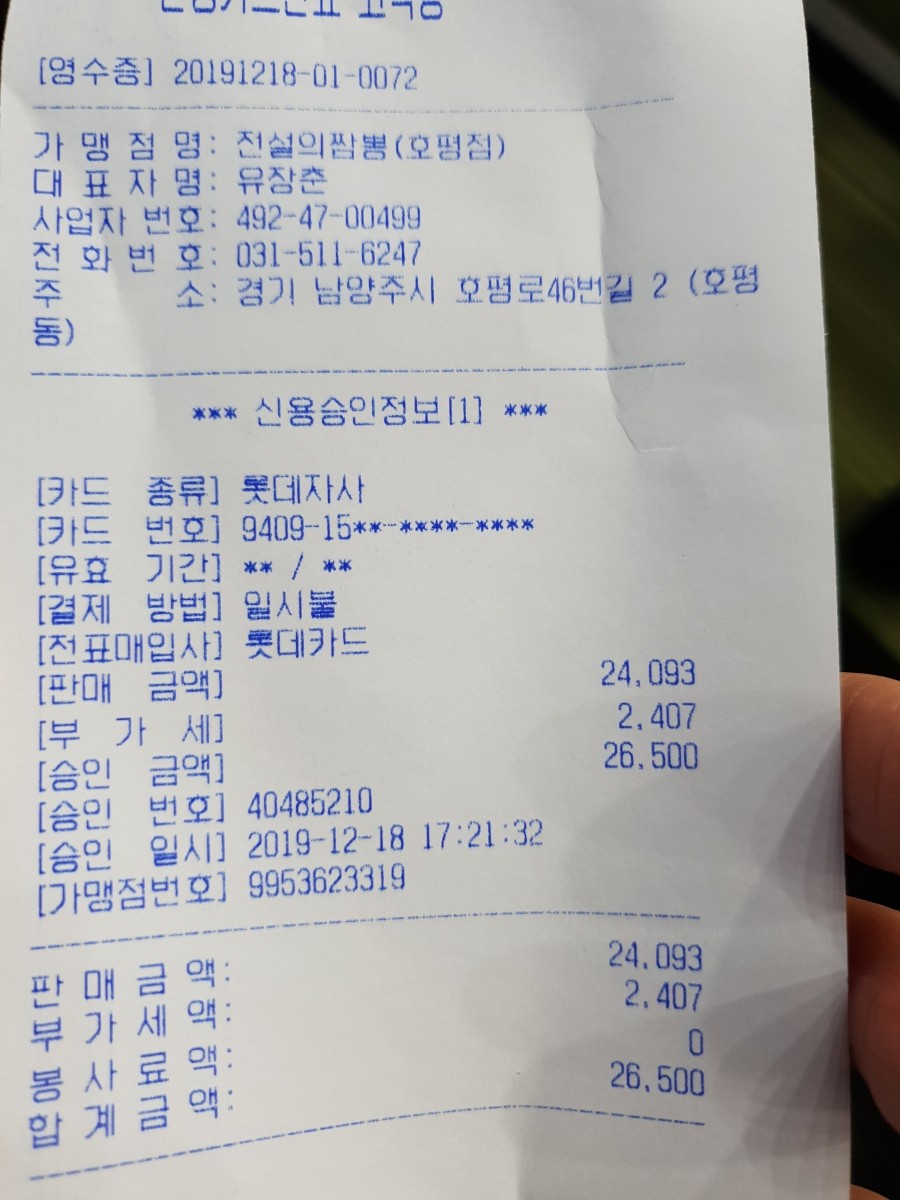 [영수증] 20191218-01-0072
가 맹 점 명: 전설의짬뽕(호평점)
대 표 자 명: 유장춘
사업자 번호: 492-47-00499
전 화 번 호: 031-511-6247
주 소: 경기 남양주시 호평로46번길 2 (호평
동)
*** 신용승인정보[1] ***
[카드 종류] 롯데자사
[카드 번호] 9409-15**-****-****
[유효 기간] ** / **
[결제 방법] 일시불
[전표매입사] 롯데카드
[판매 금액] 24,093
[부 가 세] 2,407
[승인 금액] 26,500
[승인 번호] 40485210
[승인 일시] 2019-12-18 17:21:32
[가맹점번호] 9953623319
판 매 금 액: 24,093
부 가 세 액: 2,407
봉 사 료 액: 0
합 계 금 액: 26,500